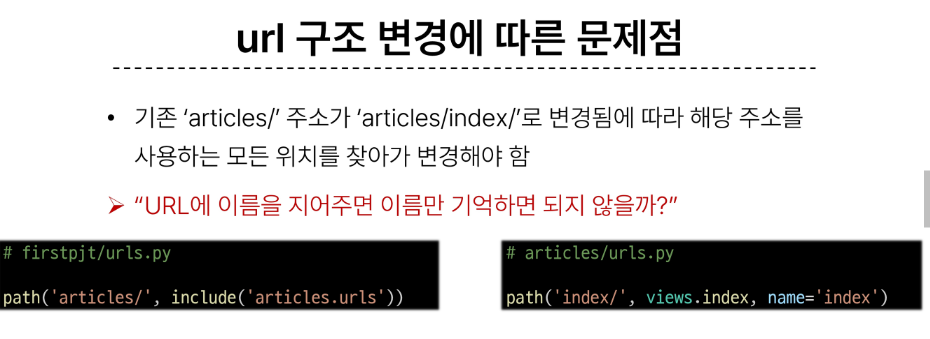 url 구조 변경에 따른 문제점
• 기존 ‘articles/’ 주소가 ‘articles/index/’로 변경됨에 따라 해당 주소를
사용하는 모든 위치를 찾아가 변경해야 함
➢ “URL에 이름을 지어주면 이름만 기억하면 되지 않을까?”
# firstpjt/urls.py
path('articles/', include('articles.urls'))
# articles/urls.py
path('index/', views.index, name='index')